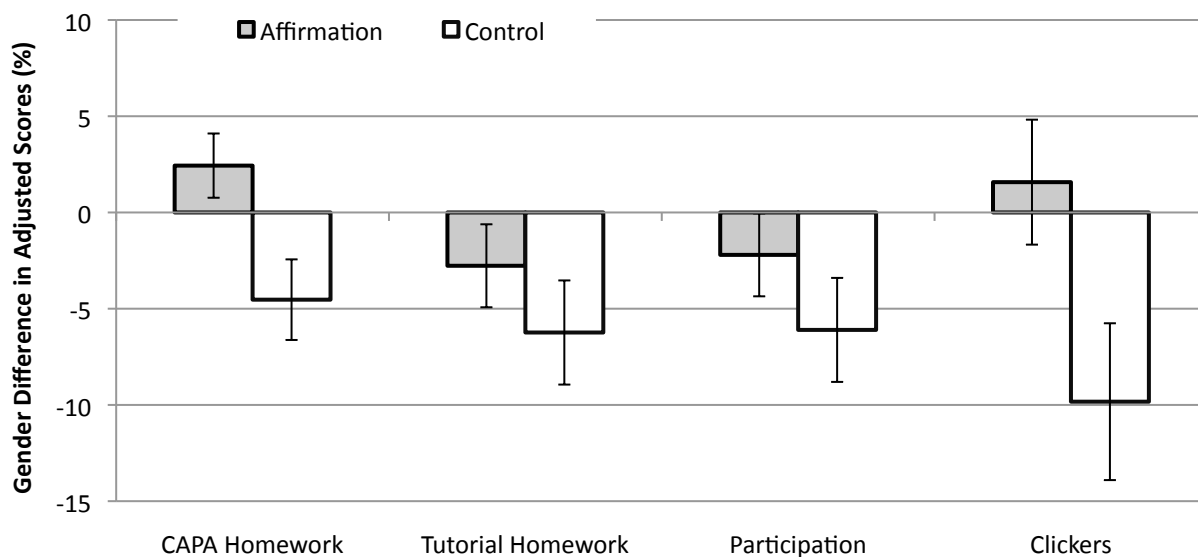 Gender Difference in Adjusted Scores (%)
10
5
0
-5
-10
-15
Affirmation Control
CAPA Homework Tutorial Homework Participation Clickers